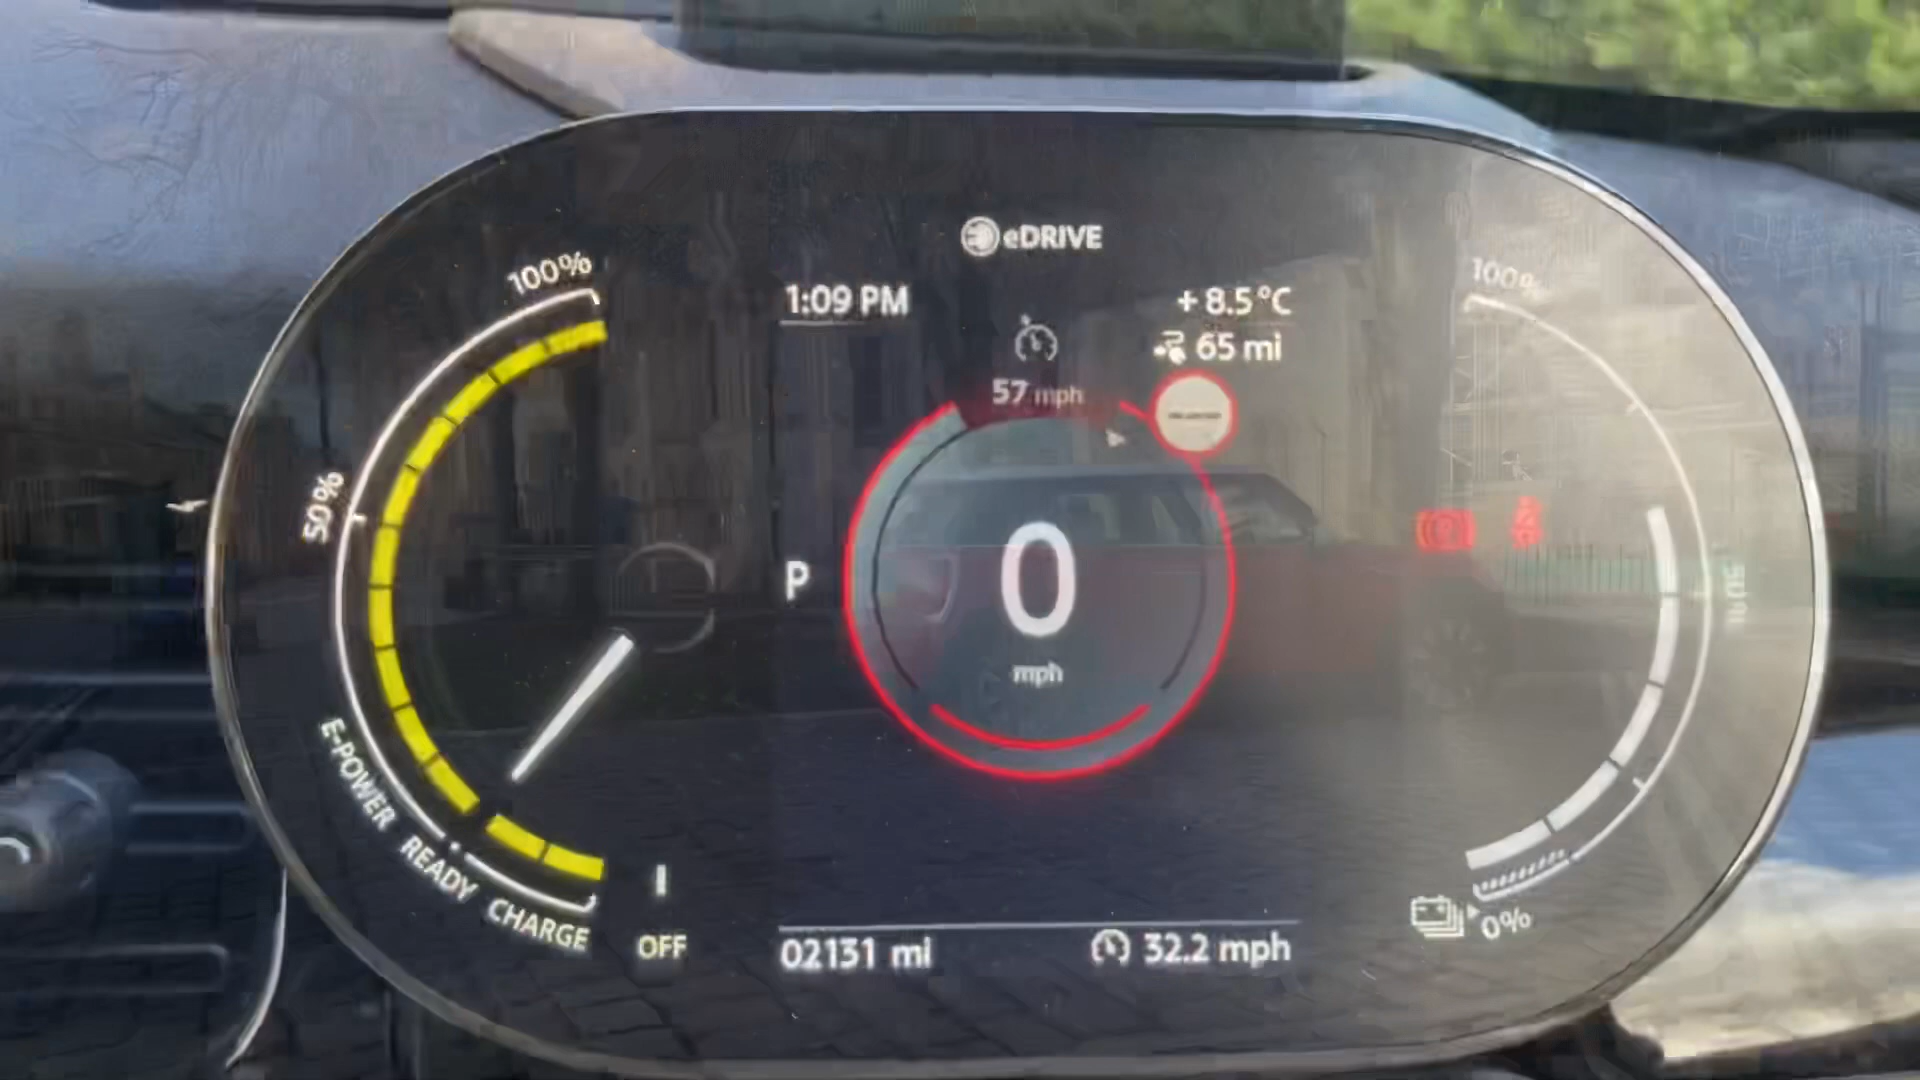 eDRIVE
100%
1:09 PM
+ 8.5°C
100%
65 mi
57 mph
50%
P
0
mph
50%
E-POWER
READY
CHARGE
OFF
02131 mi
32.2 mph
0%